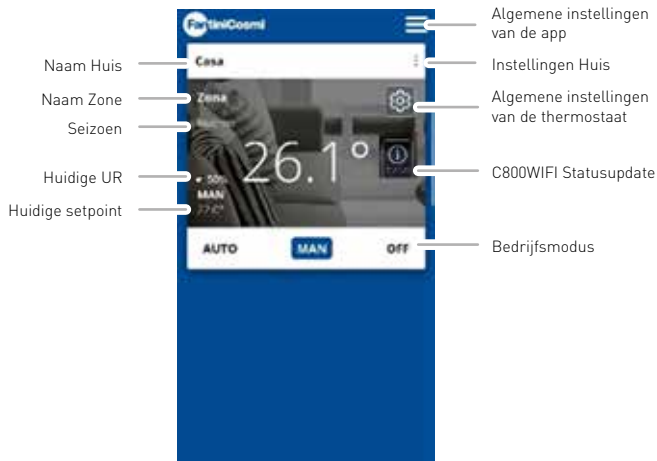 FantiniCosmi
Algemene instellingen
van de app
Naam Huis
Casa
Instellingen Huis
Naam Zone
Zona
Algemene instellingen
van de thermostaat
Seizoen
26.1°
Huidige UR
50%
C800WIFI Statusupdate
MAN
Huidige setpoint
AUTO
MAN
OFF
Bedrijfsmodus